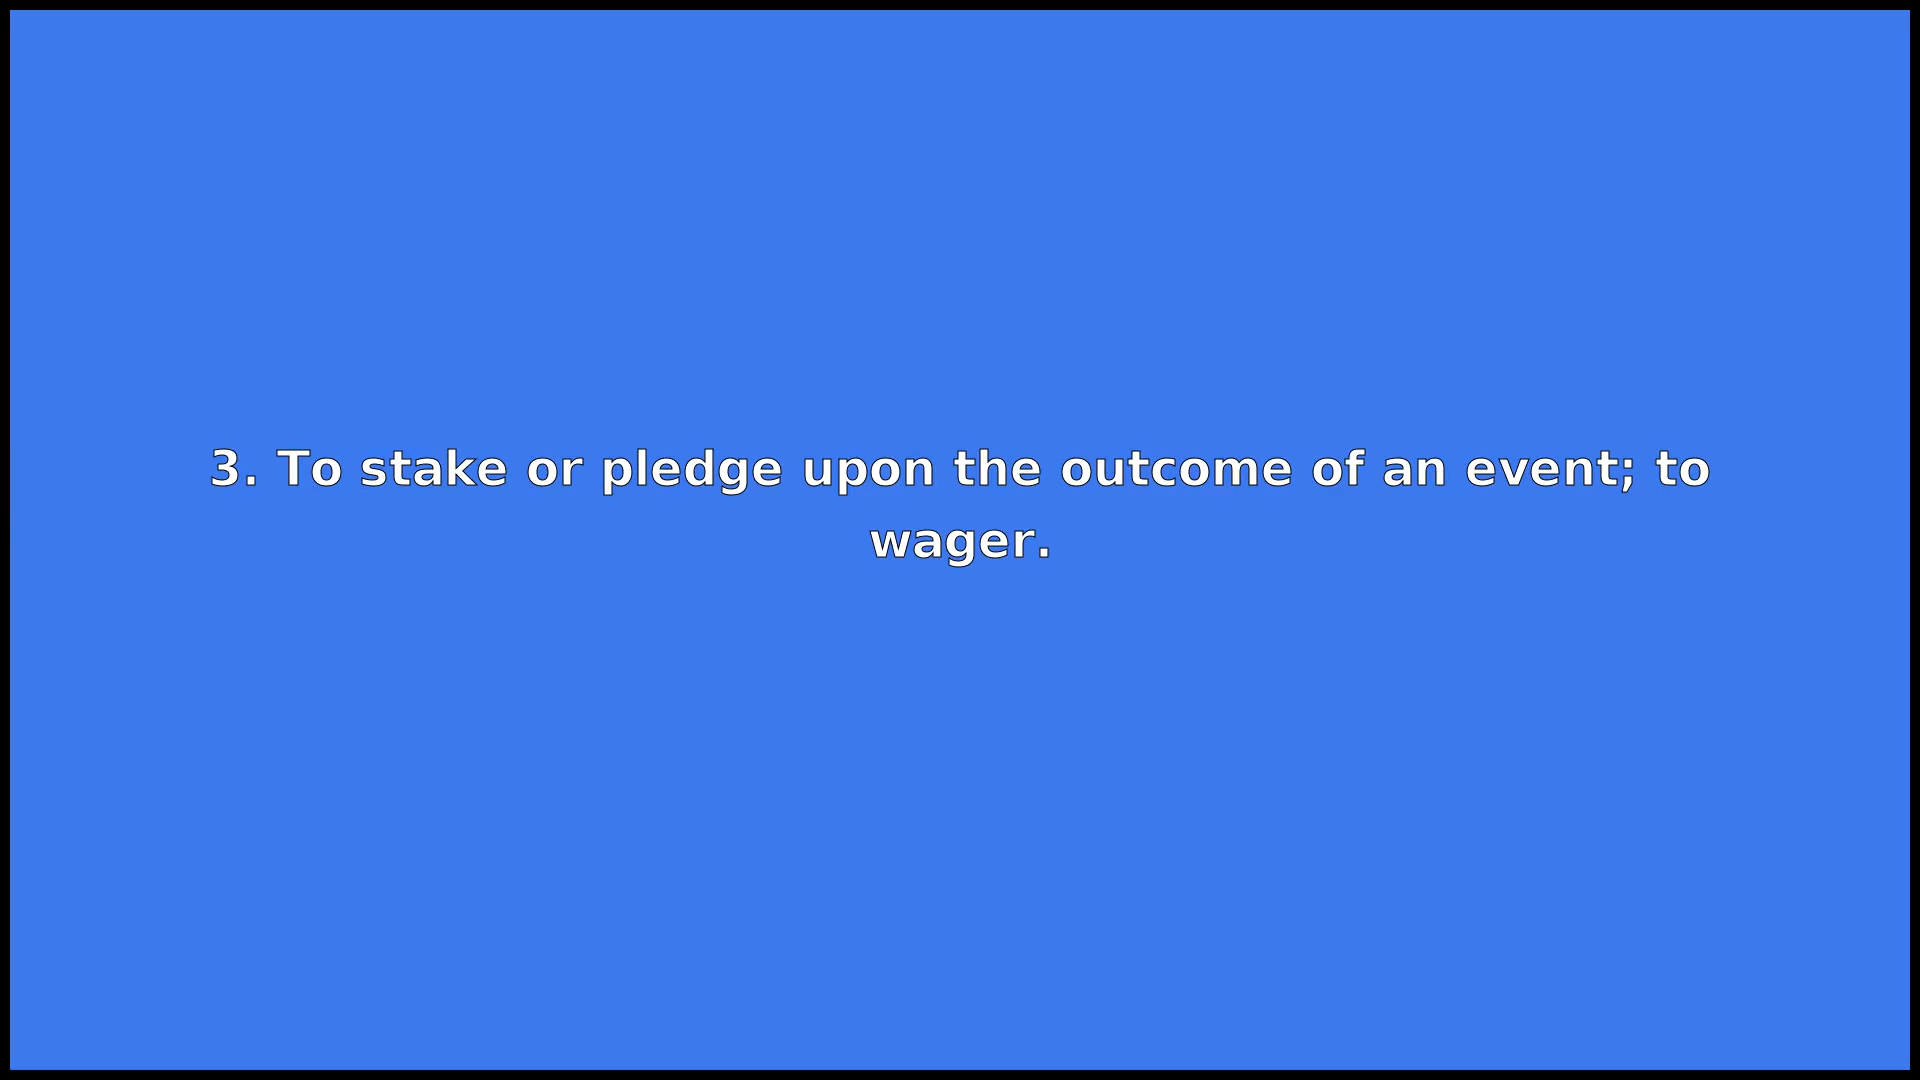 3. To stake or pledge upon the outcome of an event; to
wager.